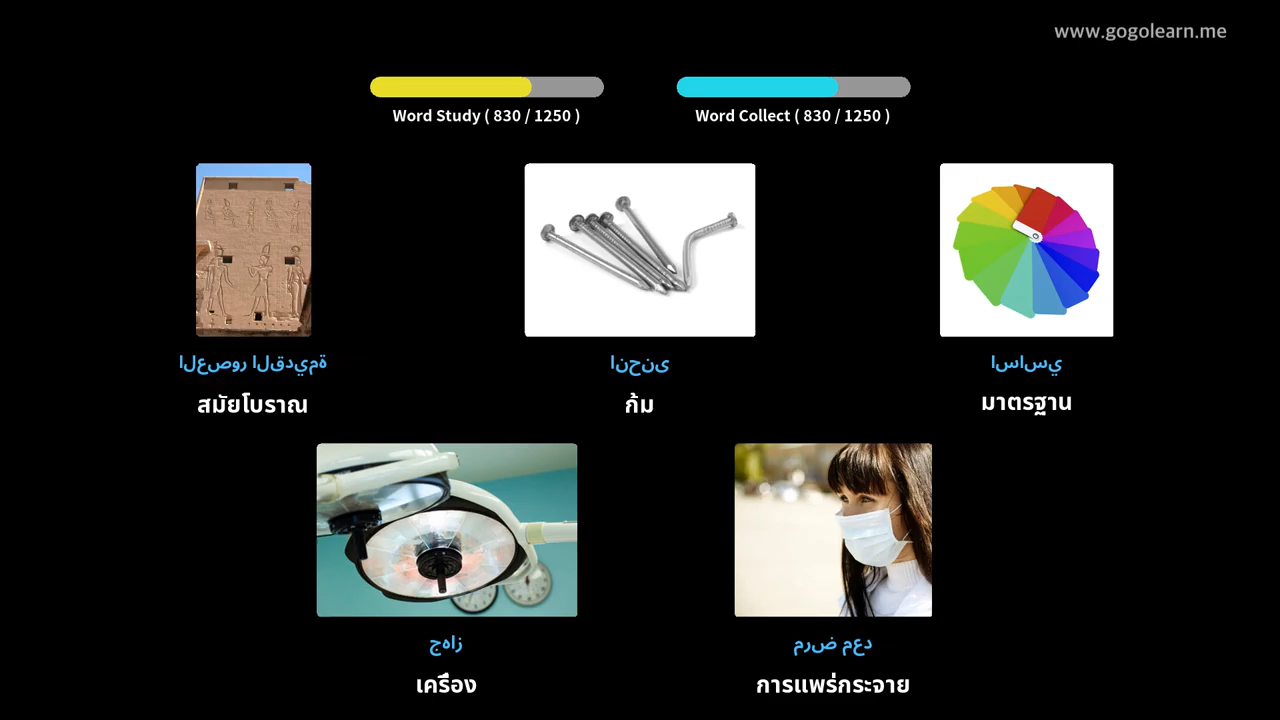 www.gogolearn.me
Word Study ( 830 / 1250 )
Word Collect ( 830 / 1250 )
العصور القديمة
สมัยโบราณ
انحنى
ก้ม
اساسي
มาตรฐาน
جهاز
เครื่อง
مرض معد
การแพร่กระจาย